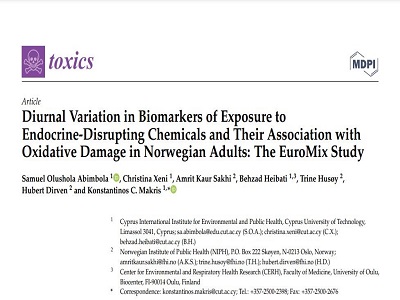 toxics
MDPI
Article
Diurnal Variation in Biomarkers of Exposure to
Endocrine-Disrupting Chemicals and Their Association with
Oxidative Damage in Norwegian Adults: The EuroMix Study
Samuel Olushola Abimbola 1, Christina Xeni 1, Amrit Kaur Sakhi 2, Behzad Heibati 1,3, Trine Husøy 2,
Hubert Dirven 2 and Konstantinos C. Makris 1,*
1 Cyprus International Institute for Environmental and Public Health, Cyprus University of Technology,
Limassol 3041, Cyprus; sa.abimbola@edu.cut.ac.cy (S.O.A.); christina.xeni@cut.ac.cy (C.X.);
behzad.heibati@cut.ac.cy (B.H.)
2 Norwegian Institute of Public Health (NIPH), P.O. Box 222 Skøyen, N-0213 Oslo, Norway;
amritkaur.sakhi@fhi.no (A.K.S.); trine.husoy@fhi.no (T.H.); hubert.dirven@fhi.no (H.D.)
3 Center for Environmental and Respiratory Health Research (CERH), Faculty of Medicine, University of Oulu,
Biocenter, FI-90014 Oulu, Finland
* Correspondence: konstantinos.makris@cut.ac.cy; Tel.: +357-2500-2398; Fax: +357-2500-2676